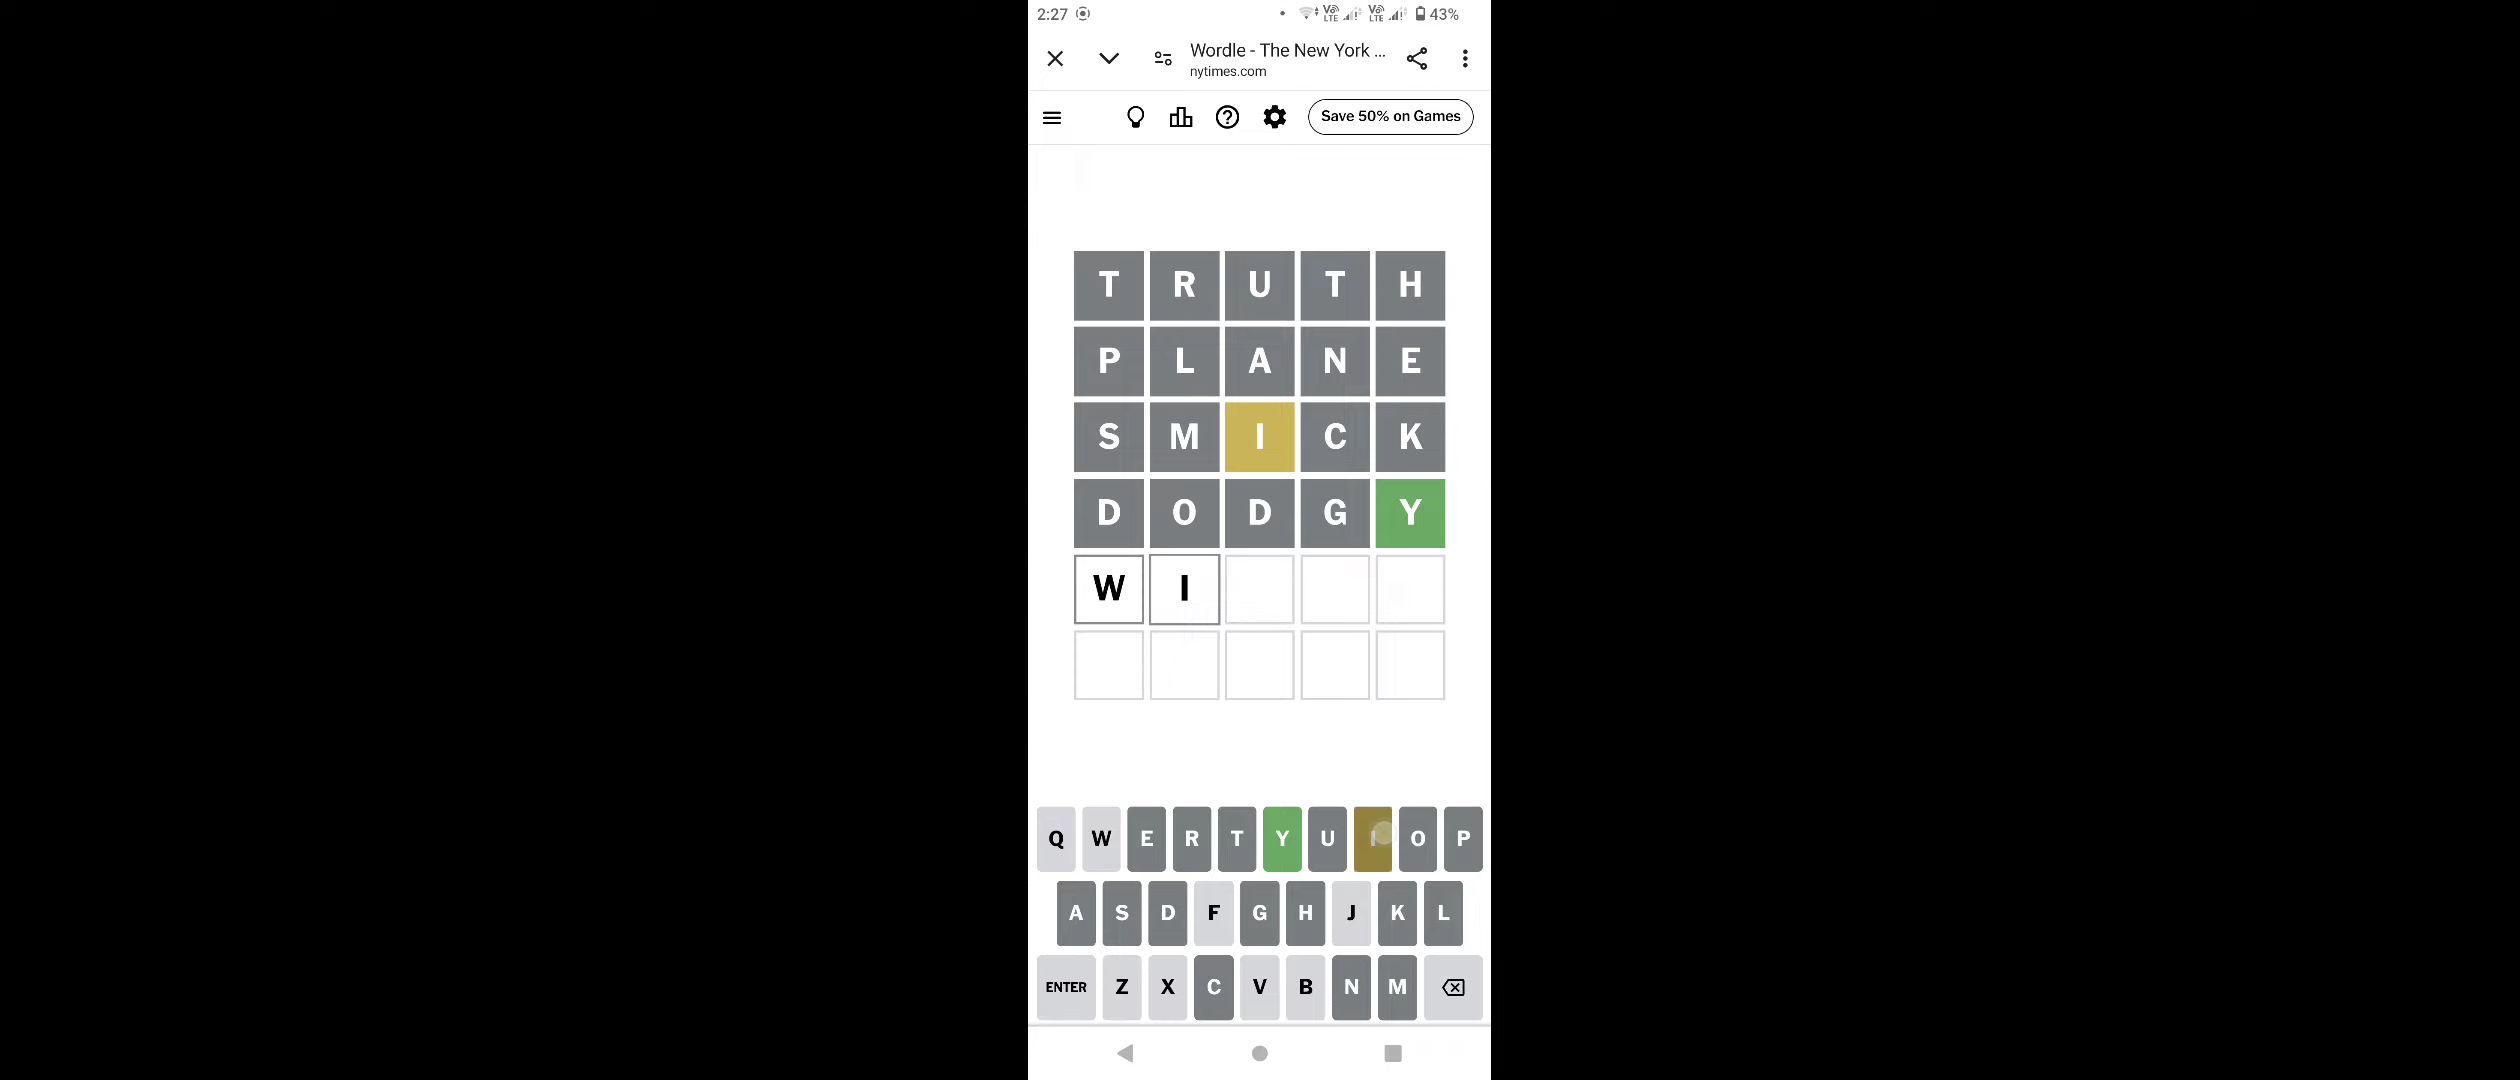 2:27 43%
Wordle - The New York ...
nytimes.com
Save 50% on Games
T R U T H
P L A N E
S M I C K
D O D G Y
W I
Q W E R T Y U I O P
A S D F G H J K L
ENTER Z X C V B N M